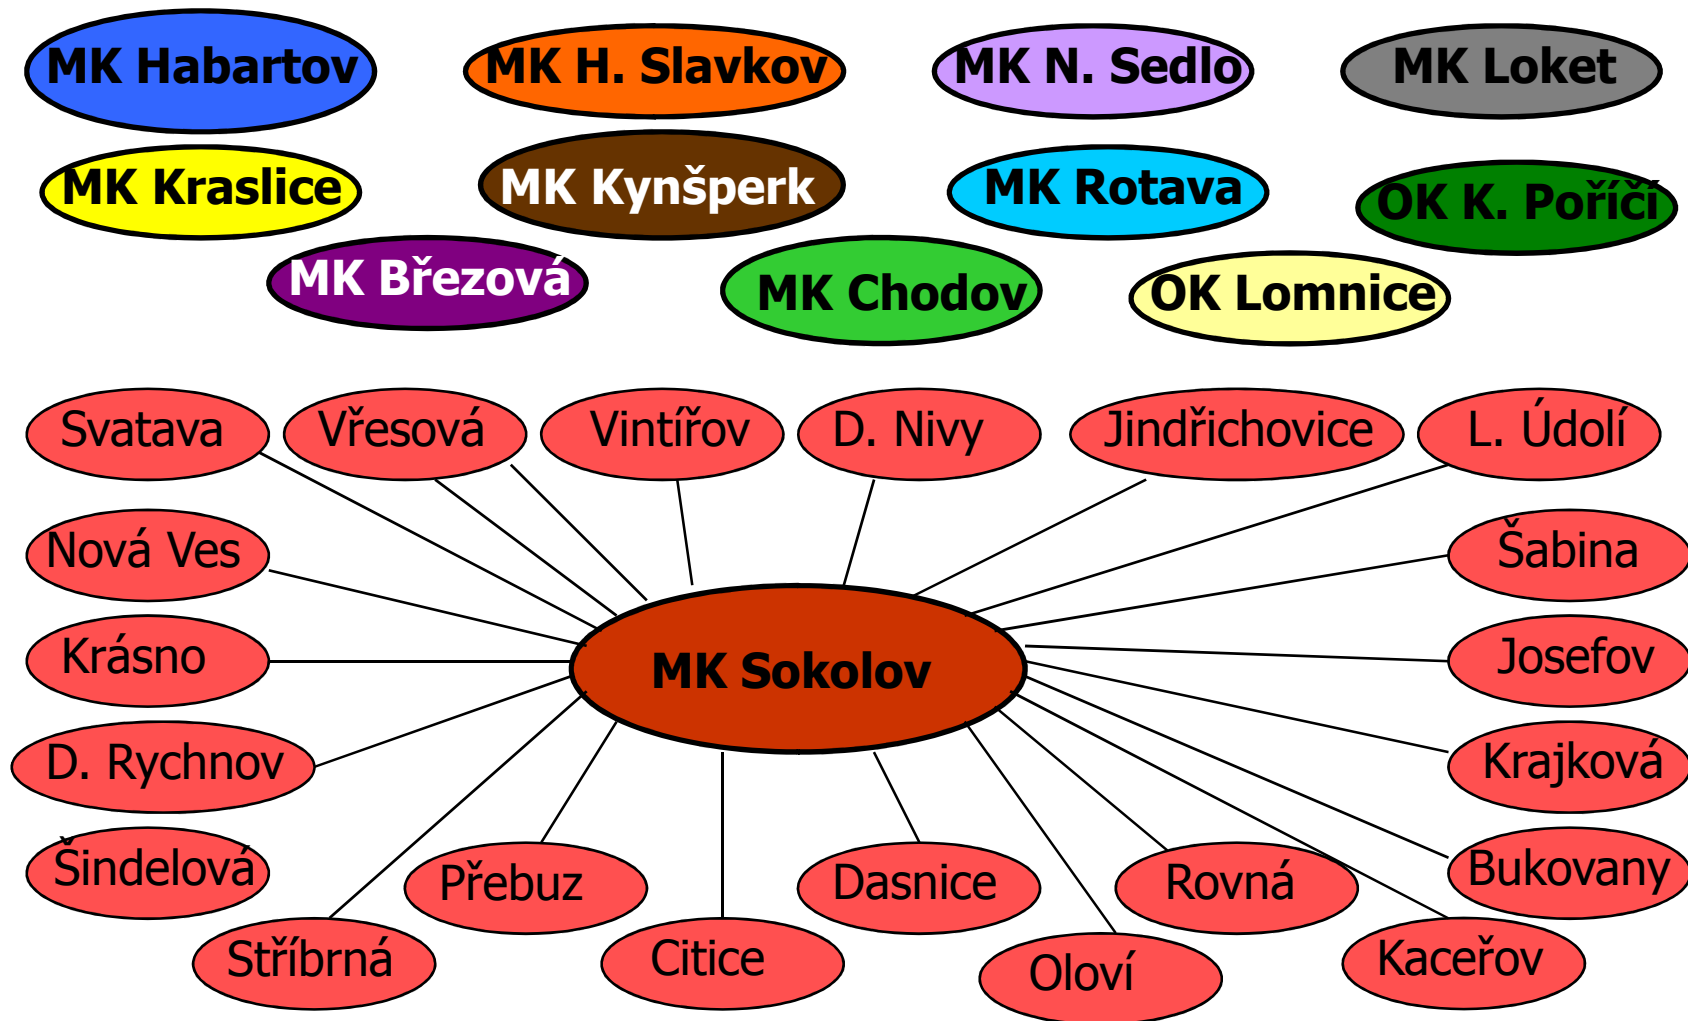 MK Habartov
MK H. Slavkov
MK N. Sedlo
MK Loket
MK Kraslice
MK Kynšperk
MK Rotava
OK K. Poříčí
MK Březová
MK Chodov
OK Lomnice
Svatava
Vřesová
Vintířov
D. Nivy
Jindřichovice
L. Údolí
Nová Ves
Šabina
Krásno
MK Sokolov
Josefov
D. Rychnov
Krajková
Šindelová
Přebuz
Dasnice
Rovná
Bukovany
Stříbrná
Citice
Oloví
Kaceřov